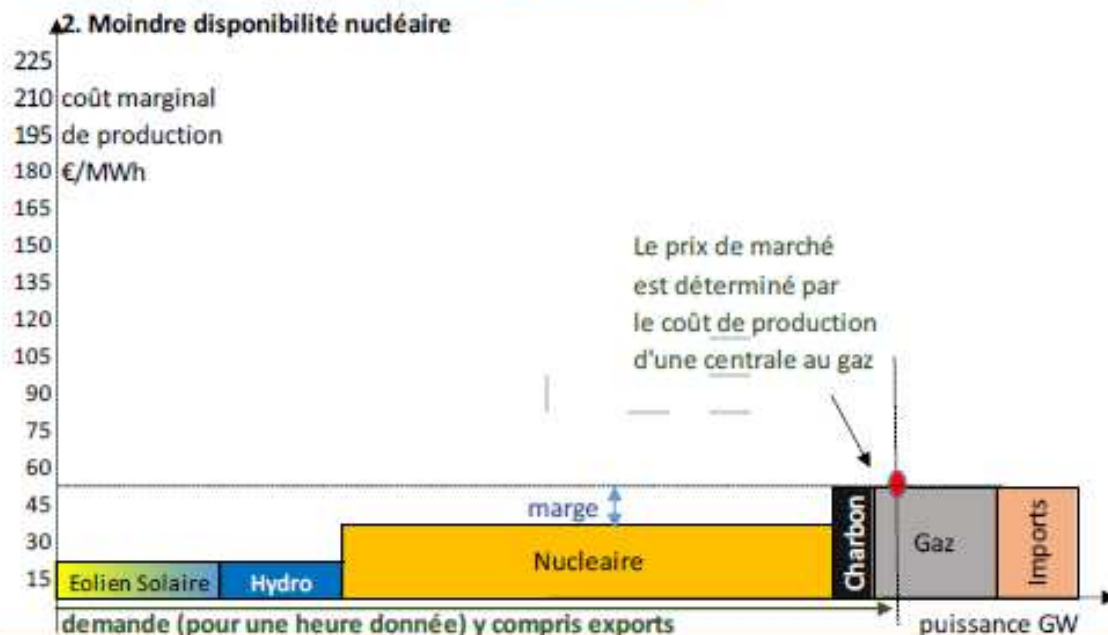 2. Moindre disponibilité nucléaire
225
210
coût marginal
195
de production
180
€/MWh
165
150
135
120
105
90
75
60
45
30
15
Le prix de marché
est déterminé par
le coût de production
d'une centrale au gaz
marge
Eolien Solaire
Hydro
Nucleaire
Charbon
Gaz
Imports
demande (pour une heure donnée) y compris exports
puissance GW